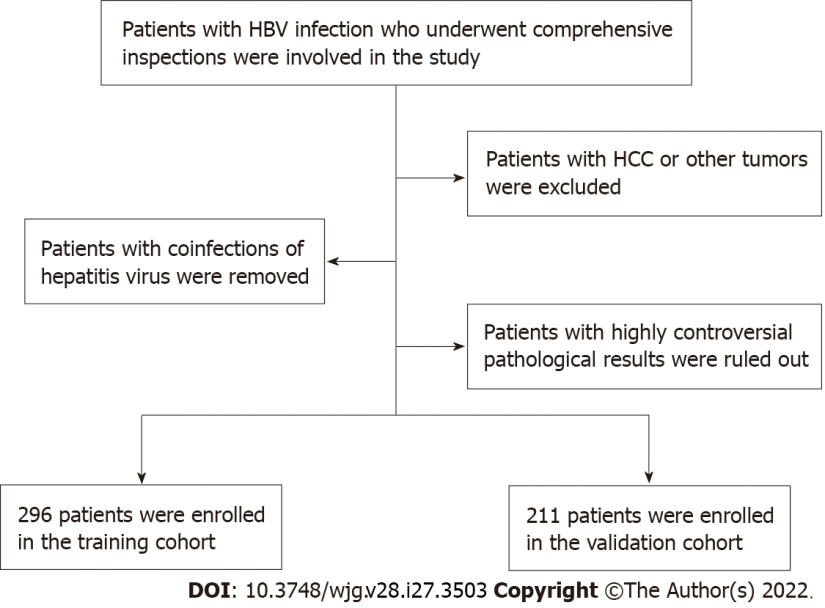 Patients with HBV infection who underwent comprehensive
inspections were involved in the study
Patients with HCC or other tumors
were excluded
Patients with coinfections of
hepatitis virus were removed
Patients with highly controversial
pathological results were ruled out
296 patients were enrolled
in the training cohort
211 patients were enrolled
in the validation cohort
DOI: 10.3748/wjg.v28.i27.3503 Copyright ©The Author(s) 2022.